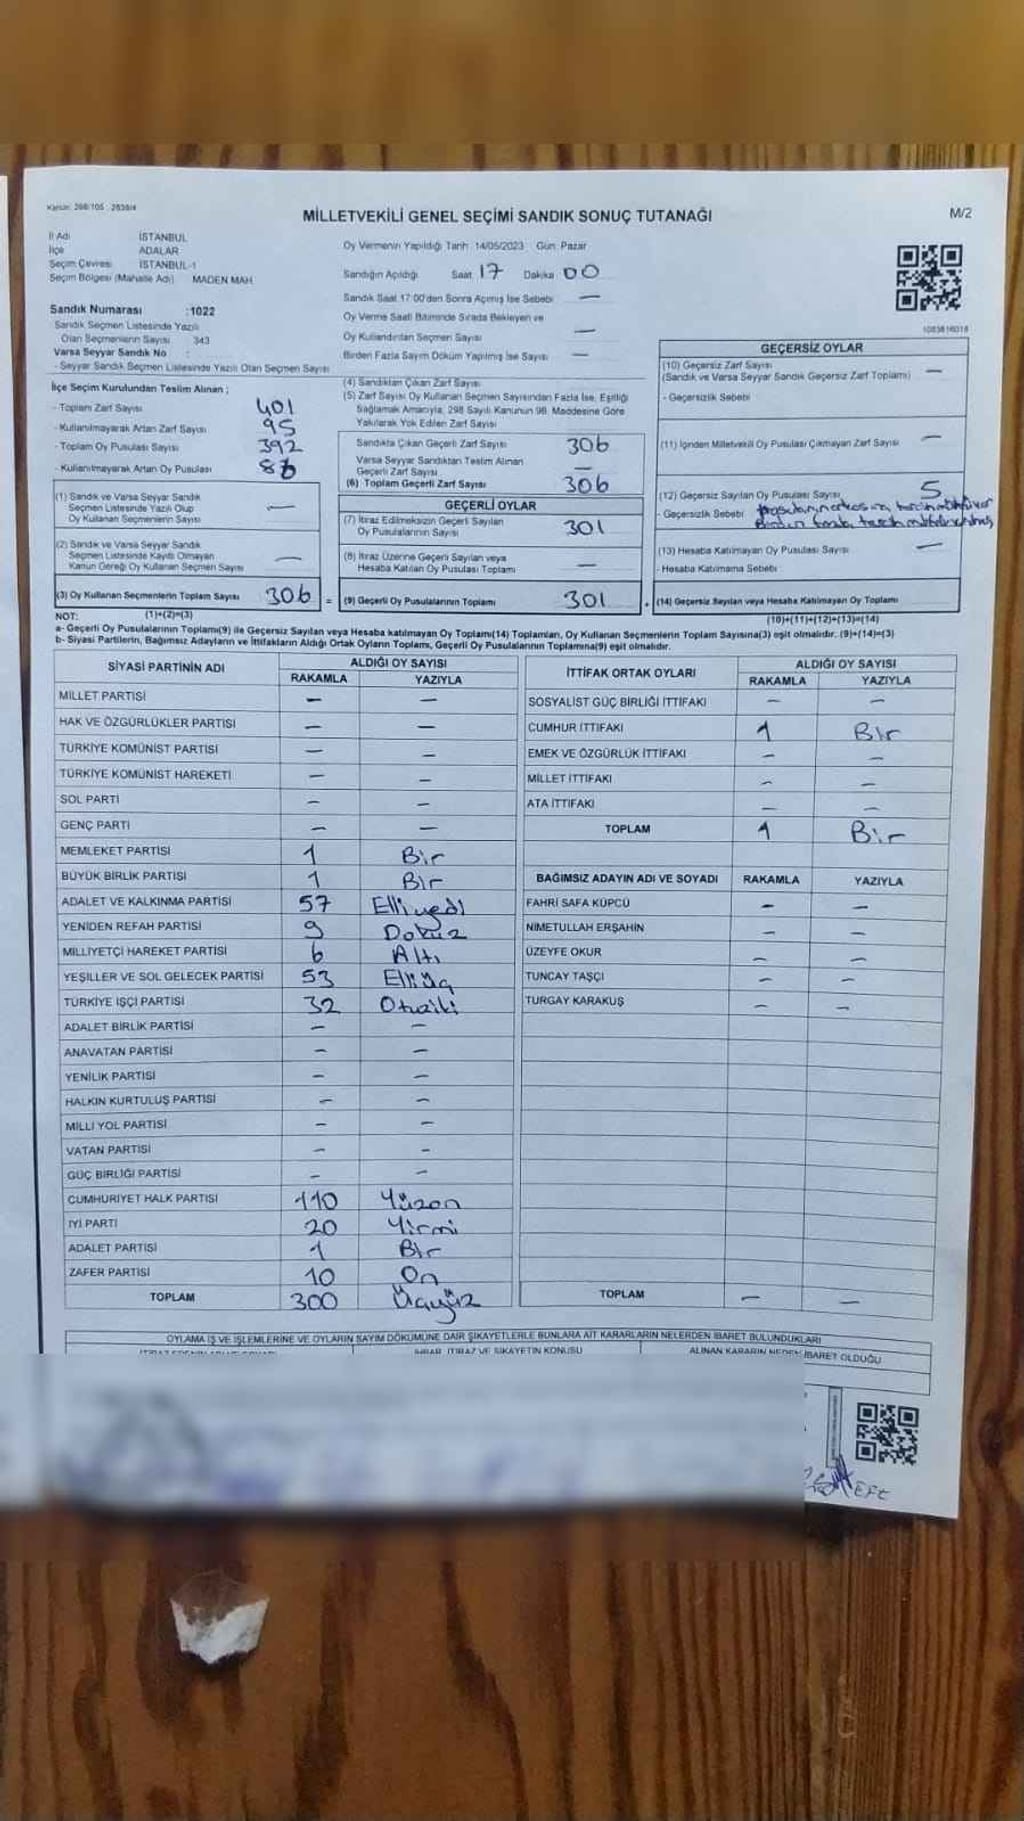 Kanun: 298/105 : 2839/4
MİLLETVEKİLİ GENEL SEÇİMİ SANDIK SONUÇ TUTANAĞI
M/2
İl Adı İSTANBUL
İlçe ADALAR
Seçim Çevresi İSTANBUL-1
Seçim Bölgesi (Mahalle Adı) MADEN MAH.
Sandık Numarası :1022
Sandık Seçmen Listesinde Yazılı
Olan Seçmenlerin Sayısı 343
Varsa Seyyar Sandık No :
- Seyyar Sandık Seçmen Listesinde Yazılı Olan Seçmen Sayısı
İlçe Seçim Kurulundan Teslim Alınan ;
- Toplam Zarf Sayısı 401
- Kullanılmayarak Artan Zarf Sayısı 95
- Toplam Oy Pusulası Sayısı 392
- Kullanılmayarak Artan Oy Pusulası 86
(1) Sandık ve Varsa Seyyar Sandık
Seçmen Listesinde Yazılı Olup
Oy Kullanan Seçmenlerin Sayısı —
(2) Sandık ve Varsa Seyyar Sandık
Seçmen Listesinde Kaydı Olmayan
Kanun Gereği Oy Kullanan Seçmen Sayısı —
(3) Oy Kullanan Seçmenlerin Toplam Sayısı 306 =
(1)+(2)=(3)
Oy Vermenin Yapıldığı Tarih: 14/05/2023 Gün: Pazar
Sandığın Açıldığı Saat 17 Dakika 00
Sandık Saat 17:00'den Sonra Açılmış İse Sebebi —
Oy Verme Saati Bitiminde Sırada Bekleyen ve
Oy Kullandırılan Seçmen Sayısı —
Birden Fazla Sayım Döküm Yapılmış İse Sayısı —
(4) Sandıktan Çıkan Zarf Sayısı
(5) Zarf Sayısı Oy Kullanan Seçmen Sayısından Fazla İse, Eşitliği
Sağlamak Amacıyla, 298 Sayılı Kanunun 98. Maddesine Göre
Yakılarak Yok Edilen Zarf Sayısı
Sandıkta Çıkan Geçerli Zarf Sayısı 306
Varsa Seyyar Sandıktan Teslim Alınan
Geçerli Zarf Sayısı —
(6) Toplam Geçerli Zarf Sayısı 306
GEÇERLİ OYLAR
(7) İtiraz Edilmeksizin Geçerli Sayılan
Oy Pusulalarının Sayısı 301
(8) İtiraz Üzerine Geçerli Sayılan veya
Hesaba Katılan Oy Pusulası Toplamı —
(9) Geçerli Oy Pusulalarının Toplamı 301 +
1083616018
GEÇERSİZ OYLAR
(10) Geçersiz Zarf Sayısı
(Sandık ve Varsa Seyyar Sandık Geçersiz Zarf Toplamı) —
- Geçersizlik Sebebi
(11) İçinden Milletvekili Oy Pusulası Çıkmayan Zarf Sayısı —
(12) Geçersiz Sayılan Oy Pusulası Sayısı 5
- Geçersizlik Sebebi
(13) Hesaba Katılmayan Oy Pusulası Sayısı —
- Hesaba Katılmama Sebebi
(14) Geçersiz Sayılan veya Hesaba Katılmayan Oy Toplamı
(10)+(11)+(12)+(13)=(14)
NOT:
a- Geçerli Oy Pusulalarının Toplamı(9) ile Geçersiz Sayılan veya Hesaba katılmayan Oy Toplamı(14) Toplamları, Oy Kullanan Seçmenlerin Toplam Sayısına(3) eşit olmalıdır. (9)+(14)=(3)
b- Siyasi Partilerin, Bağımsız Adayların ve İttifakların Aldığı Ortak Oyların Toplamı, Geçerli Oy Pusulalarının Toplamına(9) eşit olmalıdır.
SİYASİ PARTİNİN ADI ALDIĞI OY SAYISI
RAKAMLA YAZIYLA
MİLLET PARTİSİ — —
HAK VE ÖZGÜRLÜKLER PARTİSİ — —
TÜRKİYE KOMÜNİST PARTİSİ — —
TÜRKİYE KOMÜNİST HAREKETİ — —
SOL PARTİ — —
GENÇ PARTİ — —
MEMLEKET PARTİSİ 1 Bir
BÜYÜK BİRLİK PARTİSİ 1 Bir
ADALET VE KALKINMA PARTİSİ 57 Elliyedi
YENİDEN REFAH PARTİSİ 9 Dokuz
MİLLİYETÇİ HAREKET PARTİSİ 6 Altı
YEŞİLLER VE SOL GELECEK PARTİSİ 53 Elliüç
TÜRKİYE İŞÇİ PARTİSİ 32 Otuziki
ADALET BİRLİK PARTİSİ — —
ANAVATAN PARTİSİ — —
YENİLİK PARTİSİ — —
HALKIN KURTULUŞ PARTİSİ — —
MİLLİ YOL PARTİSİ — —
VATAN PARTİSİ — —
GÜÇ BİRLİĞİ PARTİSİ — —
CUMHURİYET HALK PARTİSİ 110 Yüzon
İYİ PARTİ 20 Yirmi
ADALET PARTİSİ 1 Bir
ZAFER PARTİSİ 10 On
TOPLAM 300 Üçyüz
İTTİFAK ORTAK OYLARI ALDIĞI OY SAYISI
RAKAMLA YAZIYLA
SOSYALİST GÜÇ BİRLİĞİ İTTİFAKI — —
CUMHUR İTTİFAKI 1 Bir
EMEK VE ÖZGÜRLÜK İTTİFAKI — —
MİLLET İTTİFAKI — —
ATA İTTİFAKI — —
TOPLAM 1 Bir
BAĞIMSIZ ADAYIN ADI VE SOYADI RAKAMLA YAZIYLA
FAHRİ SAFA KÜPCÜ — —
NİMETULLAH ERŞAHİN — —
ÜZEYFE OKUR — —
TUNCAY TAŞÇI — —
TURGAY KARAKUŞ — —
TOPLAM — —
OYLAMA İŞ VE İŞLEMLERİNE VE OYLARIN SAYIM DÖKÜMÜNE DAİR ŞİKAYETLERLE BUNLARA AİT KARARLARIN NELERDEN İBARET BULUNDUKLARI
İHBAR, İTİRAZ VE ŞİKAYETİN KONUSU
ALINAN KARARIN NEDEN İBARET OLDUĞU